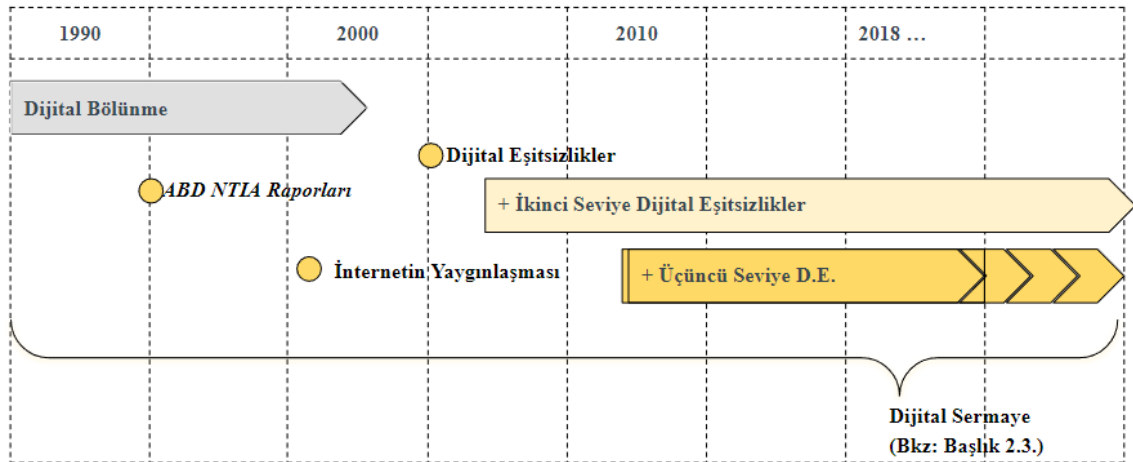 1990 2000 2010 2018 ...
Dijital Bölünme
Dijital Eşitsizlikler
ABD NTIA Raporları
+ İkinci Seviye Dijital Eşitsizlikler
İnternetin Yaygınlaşması
+ Üçüncü Seviye D.E.
Dijital Sermaye
(Bkz: Başlık 2.3.)